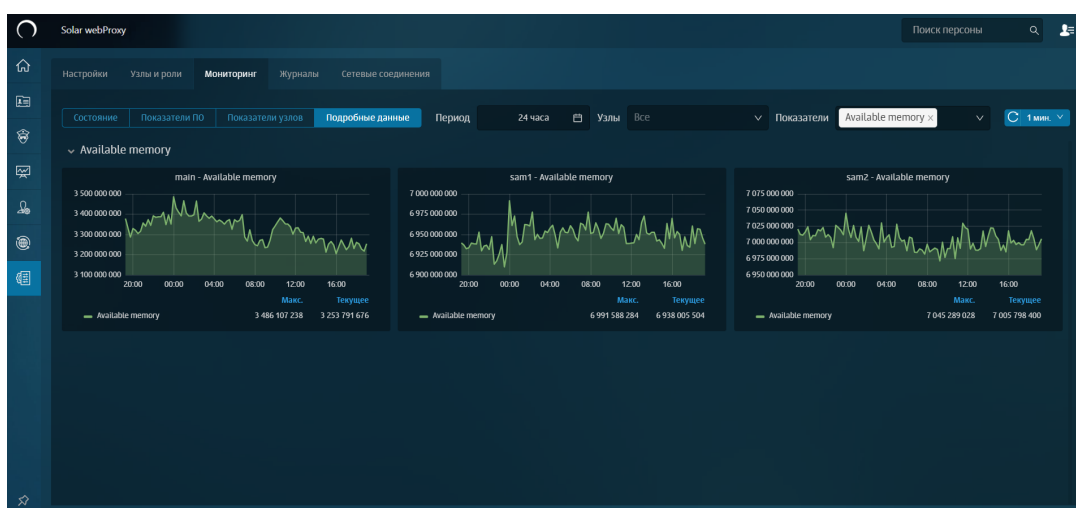 Solar webProxy
Поиск персоны
Настройки Узлы и роли Мониторинг Журналы Сетевые соединения
Состояние Показатели ПО Показатели узлов Подробные данные Период 24 часа Узлы Все Показатели Available memory × 1 мин.
Available memory
main - Available memory
3 500 000 000
3 400 000 000
3 300 000 000
3 200 000 000
3 100 000 000
20:00 00:00 04:00 08:00 12:00 16:00
Макс. Текущее
Available memory 3 486 107 238 3 253 791 676
sam1 - Available memory
7 000 000 000
6 975 000 000
6 950 000 000
6 925 000 000
6 900 000 000
20:00 00:00 04:00 08:00 12:00 16:00
Макс. Текущее
Available memory 6 991 588 284 6 938 005 504
sam2 - Available memory
7 075 000 000
7 050 000 000
7 025 000 000
7 000 000 000
6 975 000 000
6 950 000 000
20:00 00:00 04:00 08:00 12:00 16:00
Макс. Текущее
Available memory 7 045 289 028 7 005 798 400